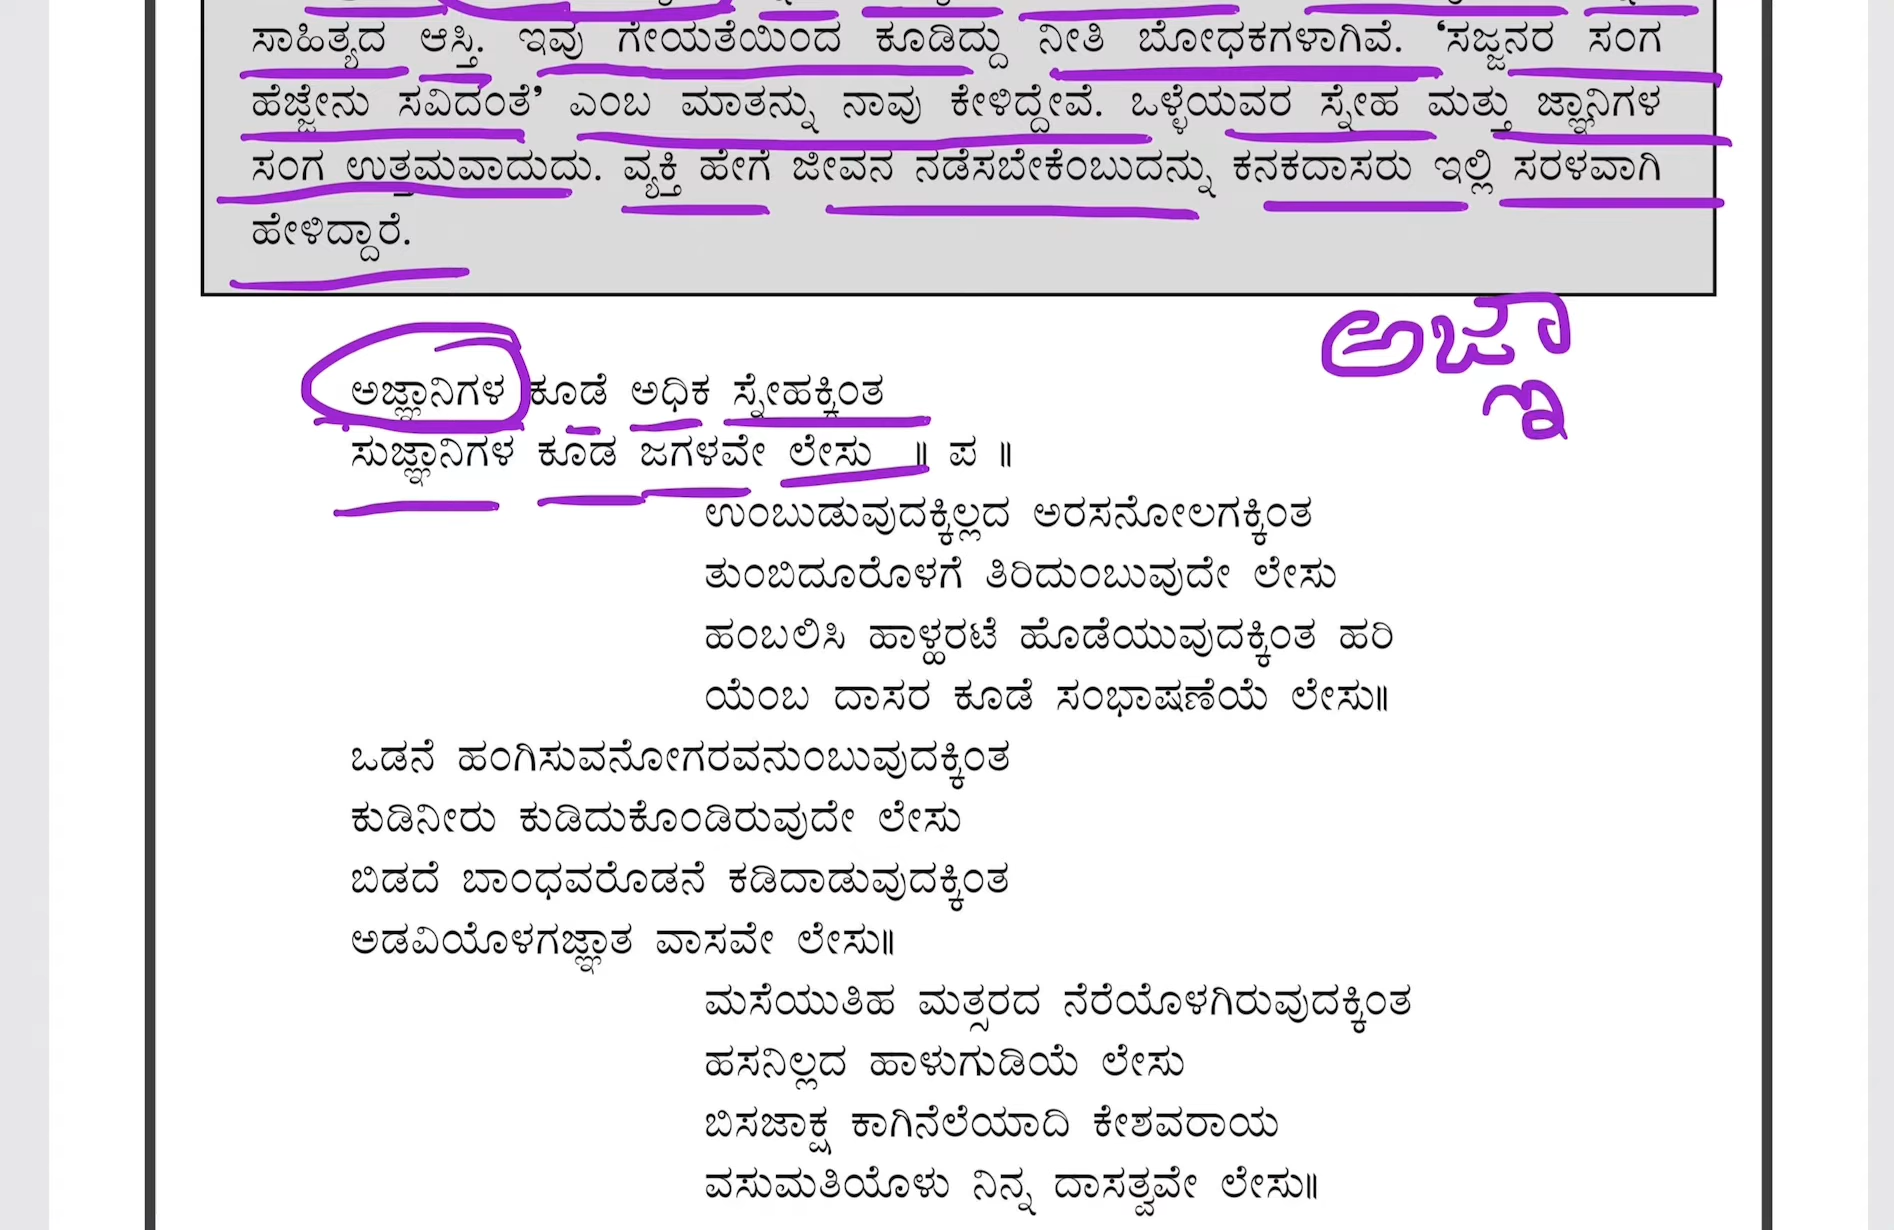 ಸಾಹಿತ್ಯದ ಆಸ್ತಿ. ಇವು ಗೇಯತೆಯಿಂದ ಕೂಡಿದ್ದು ನೀತಿ ಬೋಧಕಗಳಾಗಿವೆ. ‘ಸಜ್ಜನರ ಸಂಗ
ಹೆಜ್ಜೇನು ಸವಿದಂತೆ’ ಎಂಬ ಮಾತನ್ನು ನಾವು ಕೇಳಿದ್ದೇವೆ. ಒಳ್ಳೆಯವರ ಸ್ನೇಹ ಮತ್ತು ಜ್ಞಾನಿಗಳ
ಸಂಗ ಉತ್ತಮವಾದುದು. ವ್ಯಕ್ತಿ ಹೇಗೆ ಜೀವನ ನಡೆಸಬೇಕೆಂಬುದನ್ನು ಕನಕದಾಸರು ಇಲ್ಲಿ ಸರಳವಾಗಿ
ಹೇಳಿದ್ದಾರೆ.
ಅಜ್ಞಾ
ಅಜ್ಞಾನಿಗಳ ಕೂಡೆ ಅಧಿಕ ಸ್ನೇಹಕ್ಕಿಂತ
ಸುಜ್ಞಾನಿಗಳ ಕೂಡ ಜಗಳವೇ ಲೇಸು ॥ ಪ ॥
ಉಂಬುಡುವುದಕ್ಕಿಲ್ಲದ ಅರಸನೋಲಗಕ್ಕಿಂತ
ತುಂಬಿದೂರೊಳಗೆ ತಿರಿದುಂಬುವುದೇ ಲೇಸು
ಹಂಬಲಿಸಿ ಹಾಳ್ಹರಟೆ ಹೊಡೆಯುವುದಕ್ಕಿಂತ ಹರಿ
ಯೆಂಬ ದಾಸರ ಕೂಡೆ ಸಂಭಾಷಣೆಯೆ ಲೇಸು॥
ಒಡನೆ ಹಂಗಿಸುವನೋಗರವನುಂಬುವುದಕ್ಕಿಂತ
ಕುಡಿನೀರು ಕುಡಿದುಕೊಂಡಿರುವುದೇ ಲೇಸು
ಬಿಡದೆ ಬಾಂಧವರೊಡನೆ ಕಡಿದಾಡುವುದಕ್ಕಿಂತ
ಅಡವಿಯೊಳಗಜ್ಞಾತ ವಾಸವೇ ಲೇಸು॥
ಮಸೆಯುತಿಹ ಮತ್ಸರದ ನೆರೆಯೊಳಗಿರುವುದಕ್ಕಿಂತ
ಹಸನಿಲ್ಲದ ಹಾಳುಗುಡಿಯೆ ಲೇಸು
ಬಿಸಜಾಕ್ಷ ಕಾಗಿನೆಲೆಯಾದಿ ಕೇಶವರಾಯ
ವಸುಮತಿಯೊಳು ನಿನ್ನ ದಾಸತ್ವವೇ ಲೇಸು॥